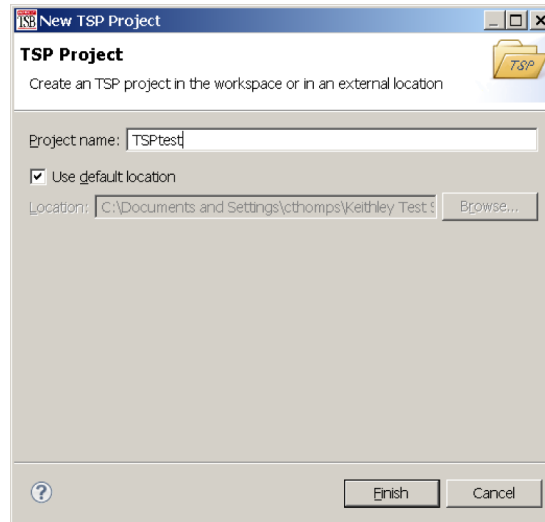 TSB New TSP Project
TSP Project
TSP
Create an TSP project in the workspace or in an external location
Project name: TSPtest
Use default location
Location: C:\Documents and Settings\cthomps\Keithley Test Browse...
Finish Cancel